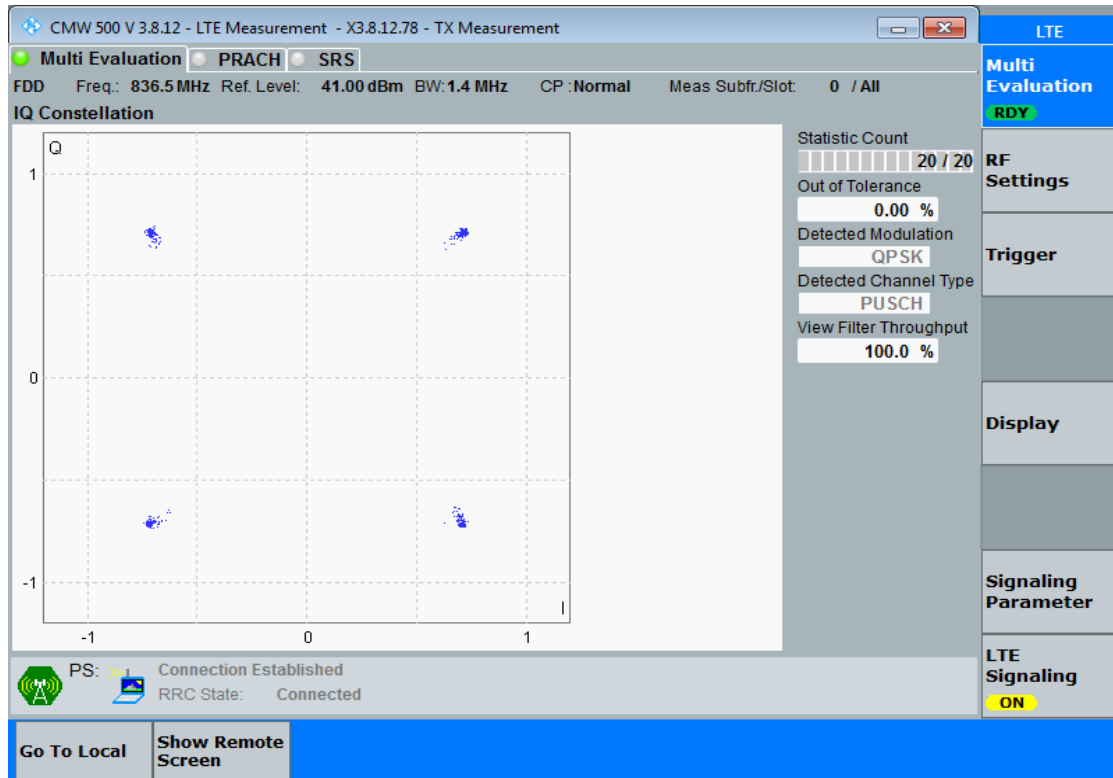 CMW 500 V 3.8.12 - LTE Measurement - X3.8.12.78 - TX Measurement
LTE
Multi Evaluation PRACH SRS
FDD Freq.: 836.5 MHz Ref. Level: 41.00 dBm BW: 1.4 MHz CP : Normal Meas Subfr./Slot: 0 / All
IQ Constellation
Q
1
0
-1
-1 0 1
I
Statistic Count
20 / 20
Out of Tolerance
0.00 %
Detected Modulation
QPSK
Detected Channel Type
PUSCH
View Filter Throughput
100.0 %
Multi
Evaluation
RDY
RF
Settings
Trigger
Display
Signaling
Parameter
LTE
Signaling
ON
PS: Connection Established
RRC State: Connected
Go To Local
Show Remote
Screen